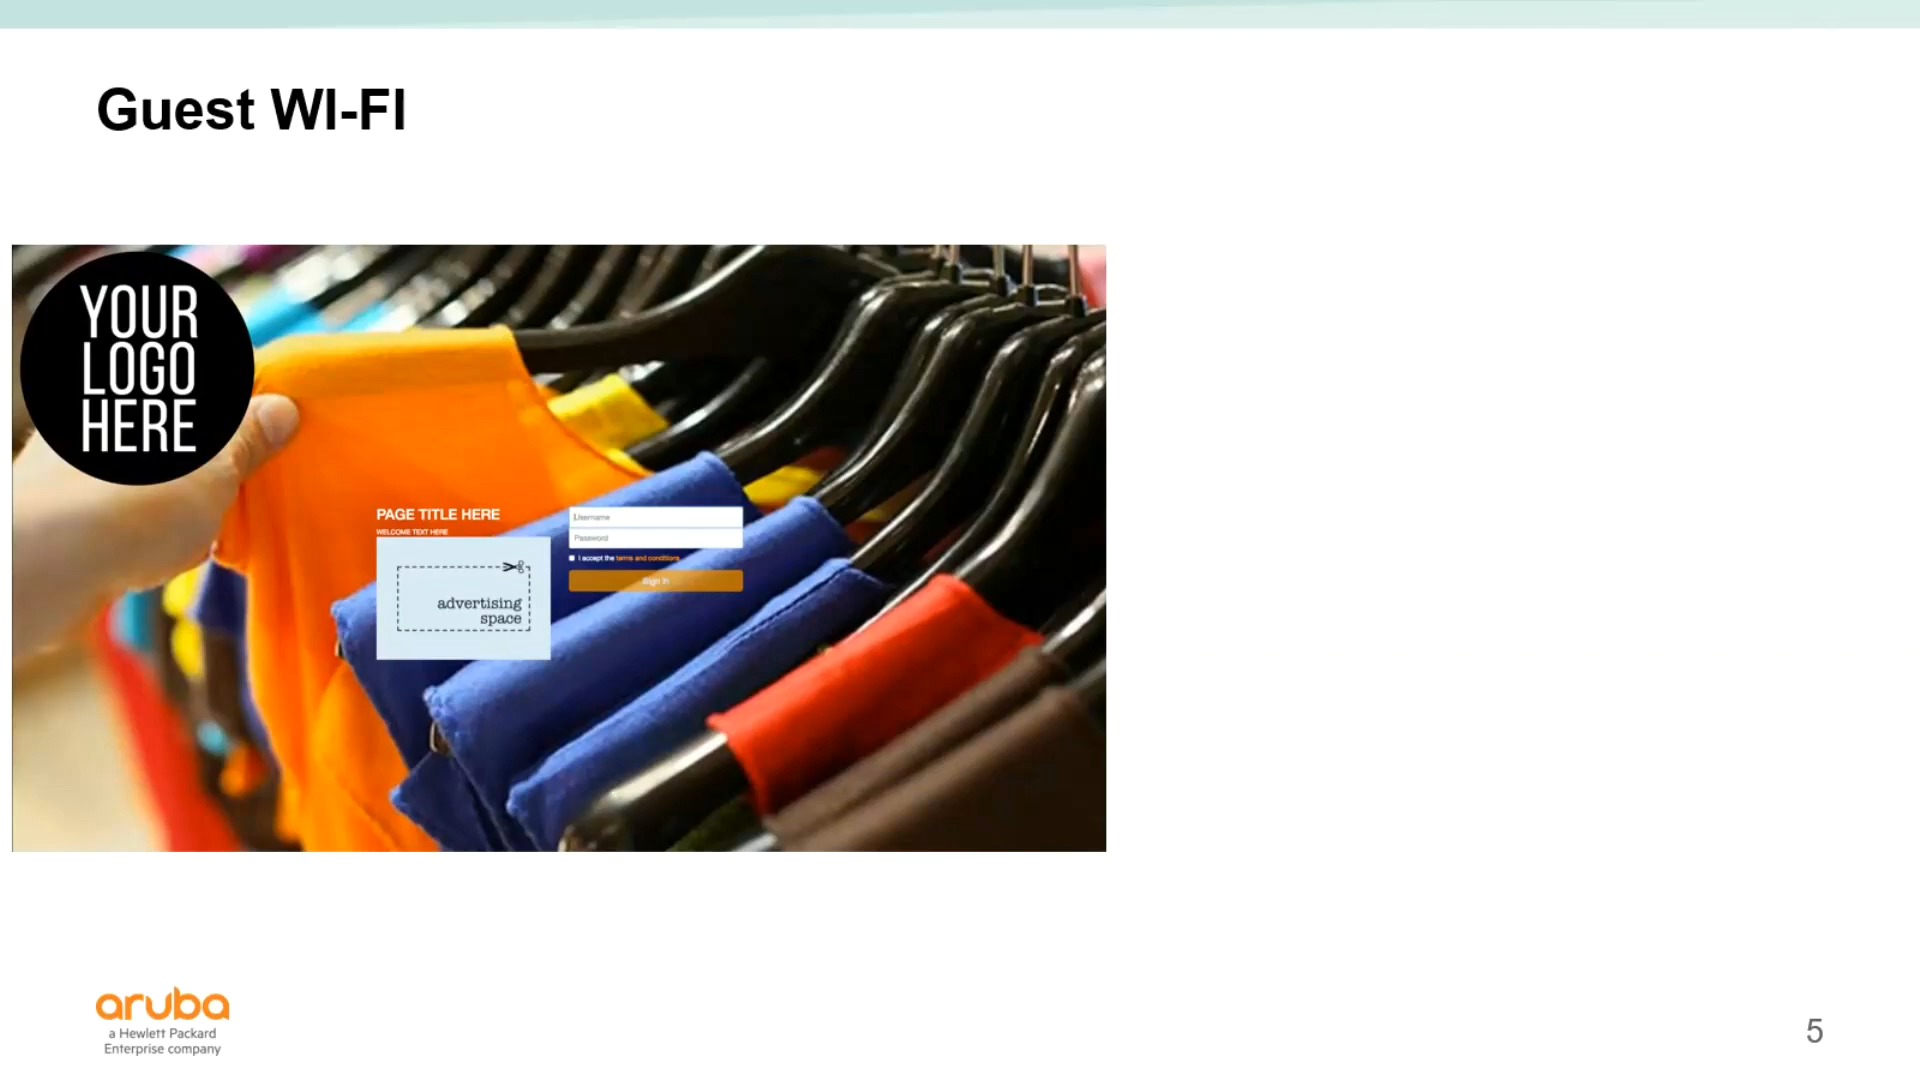 Guest WI-FI
YOUR
LOGO
HERE
PAGE TITLE HERE
WELCOME TEXT HERE
advertising
space
Username
Password
I accept the terms and conditions
Sign In
aruba
a Hewlett Packard
Enterprise company
5